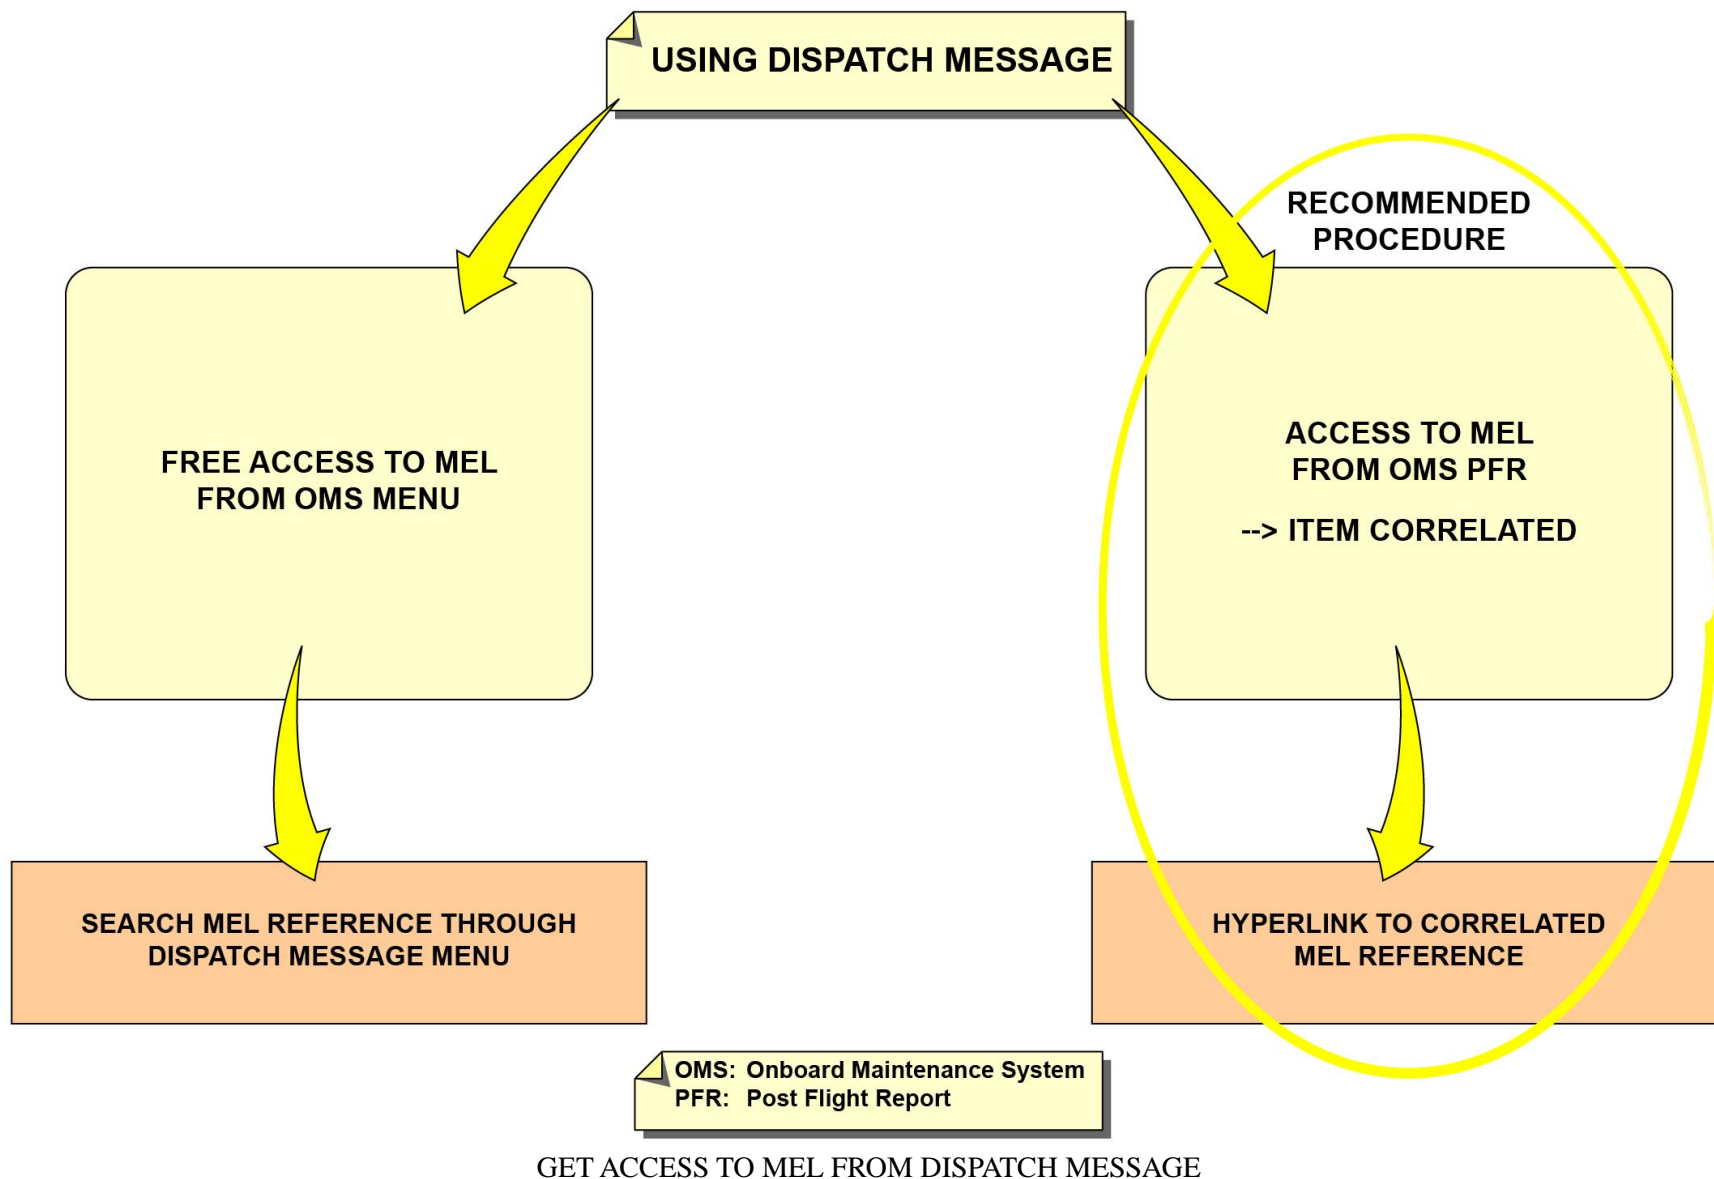 USING DISPATCH MESSAGE
RECOMMENDED
PROCEDURE
FREE ACCESS TO MEL
FROM OMS MENU
ACCESS TO MEL
FROM OMS PFR
--> ITEM CORRELATED
SEARCH MEL REFERENCE THROUGH
DISPATCH MESSAGE MENU
HYPERLINK TO CORRELATED
MEL REFERENCE
OMS: Onboard Maintenance System
PFR: Post Flight Report
GET ACCESS TO MEL FROM DISPATCH MESSAGE